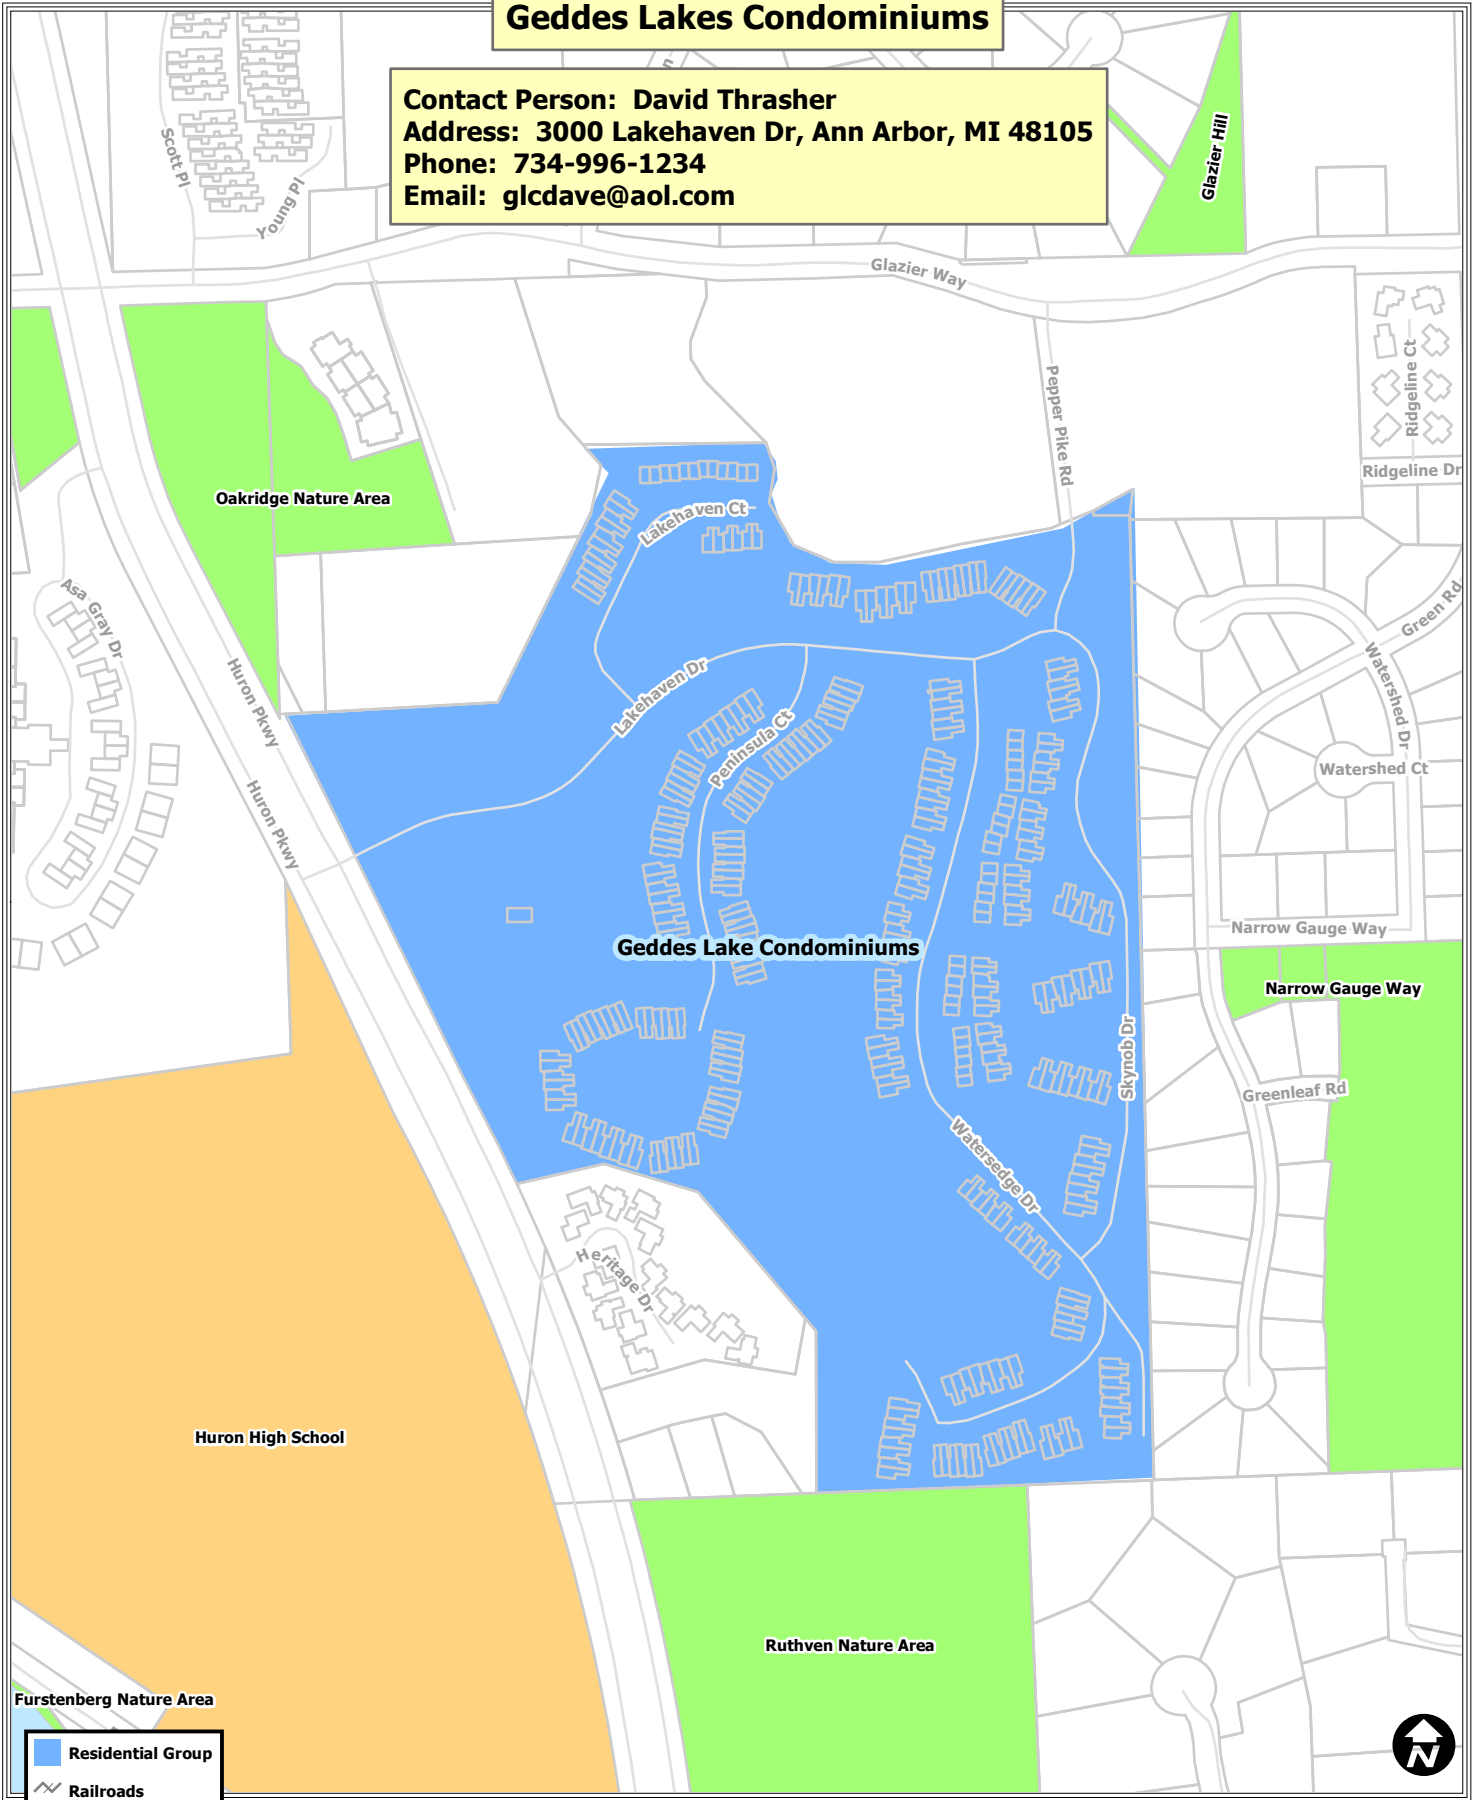 Geddes Lakes Condominiums
Contact Person: David Thrasher
Address: 3000 Lakehaven Dr, Ann Arbor, MI 48105
Phone: 734-996-1234
Email: glcdave@aol.com
Scott Pl
Young Pl
Glazier Hill
Glazier Way
Pepper Pike Rd
Ridgeline Ct
Ridgeline Dr
Oakridge Nature Area
Lakehaven Ct
Asa Gray Dr
Green Rd
Huron Pkwy
Lakehaven Dr
Watershed Dr
Peninsula Ct
Watershed Ct
Huron Pkwy
Narrow Gauge Way
Geddes Lake Condominiums
Narrow Gauge Way
Skynob Dr
Greenleaf Rd
Watersedge Dr
Heritage Dr
Huron High School
Ruthven Nature Area
Furstenberg Nature Area
Residential Group
Railroads
N